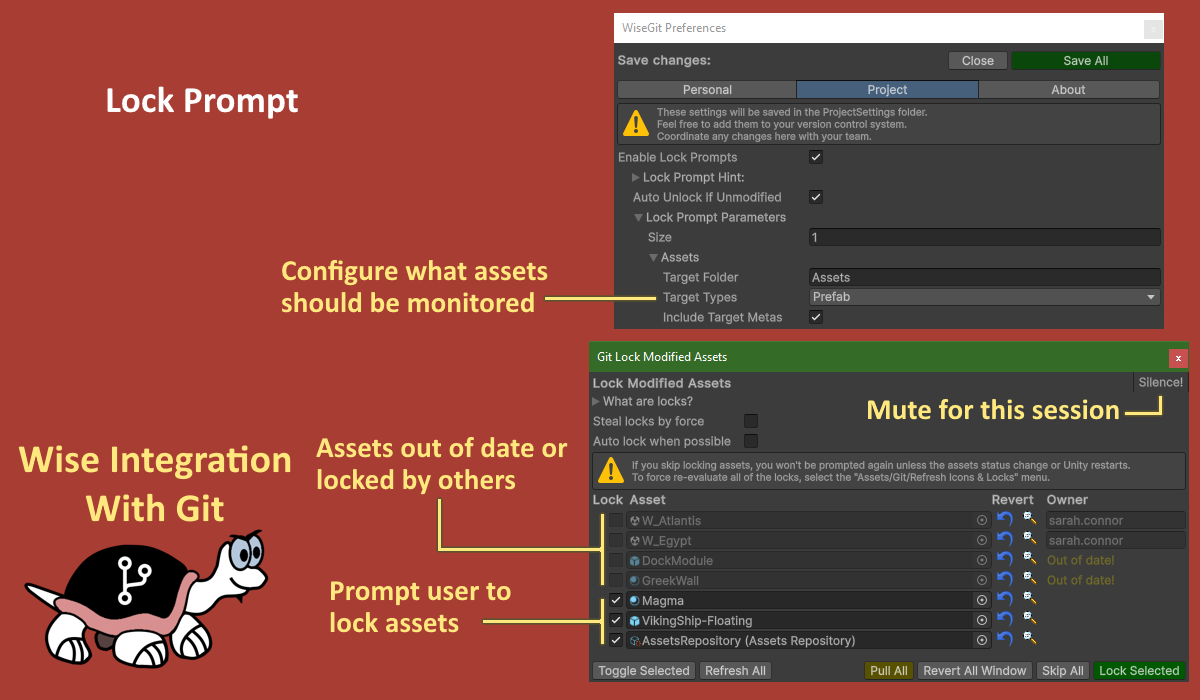 Lock Prompt
WiseGit Preferences
x
Save changes:
Close
Save All
Personal
Project
About
These settings will be saved in the ProjectSettings folder.
Feel free to add them to your version control system.
Coordinate any changes here with your team.
Enable Lock Prompts
Lock Prompt Hint:
Auto Unlock If Unmodified
Lock Prompt Parameters
Size 1
Assets
Target Folder Assets
Target Types Prefab
Include Target Metas
Configure what assets
should be monitored
Git Lock Modified Assets
x
Lock Modified Assets
Silence!
What are locks?
Steal locks by force
Auto lock when possible
Mute for this session
If you skip locking assets, you won't be prompted again unless the assets status change or Unity restarts.
To force re-evaluate all of the locks, select the "Assets/Git/Refresh Icons & Locks" menu.
Lock Asset Revert Owner
W_Atlantis sarah.connor
W_Egypt sarah.connor
DockModule Out of date!
GreekWall Out of date!
Magma
VikingShip-Floating
AssetsRepository (Assets Repository)
Toggle Selected
Refresh All
Pull All
Revert All Window
Skip All
Lock Selected
Assets out of date or
locked by others
Prompt user to
lock assets
Wise Integration
With Git